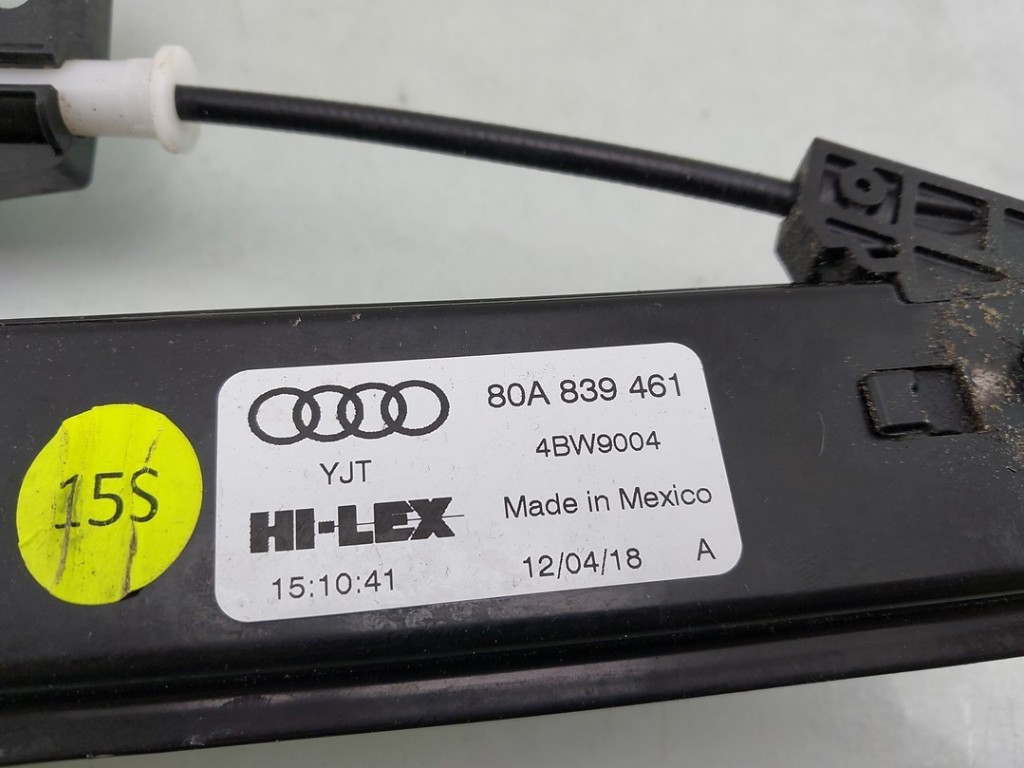 15S
80A 839 461
YJT
4BW9004
HI-LEX
Made in Mexico
15:10:41
12/04/18
A